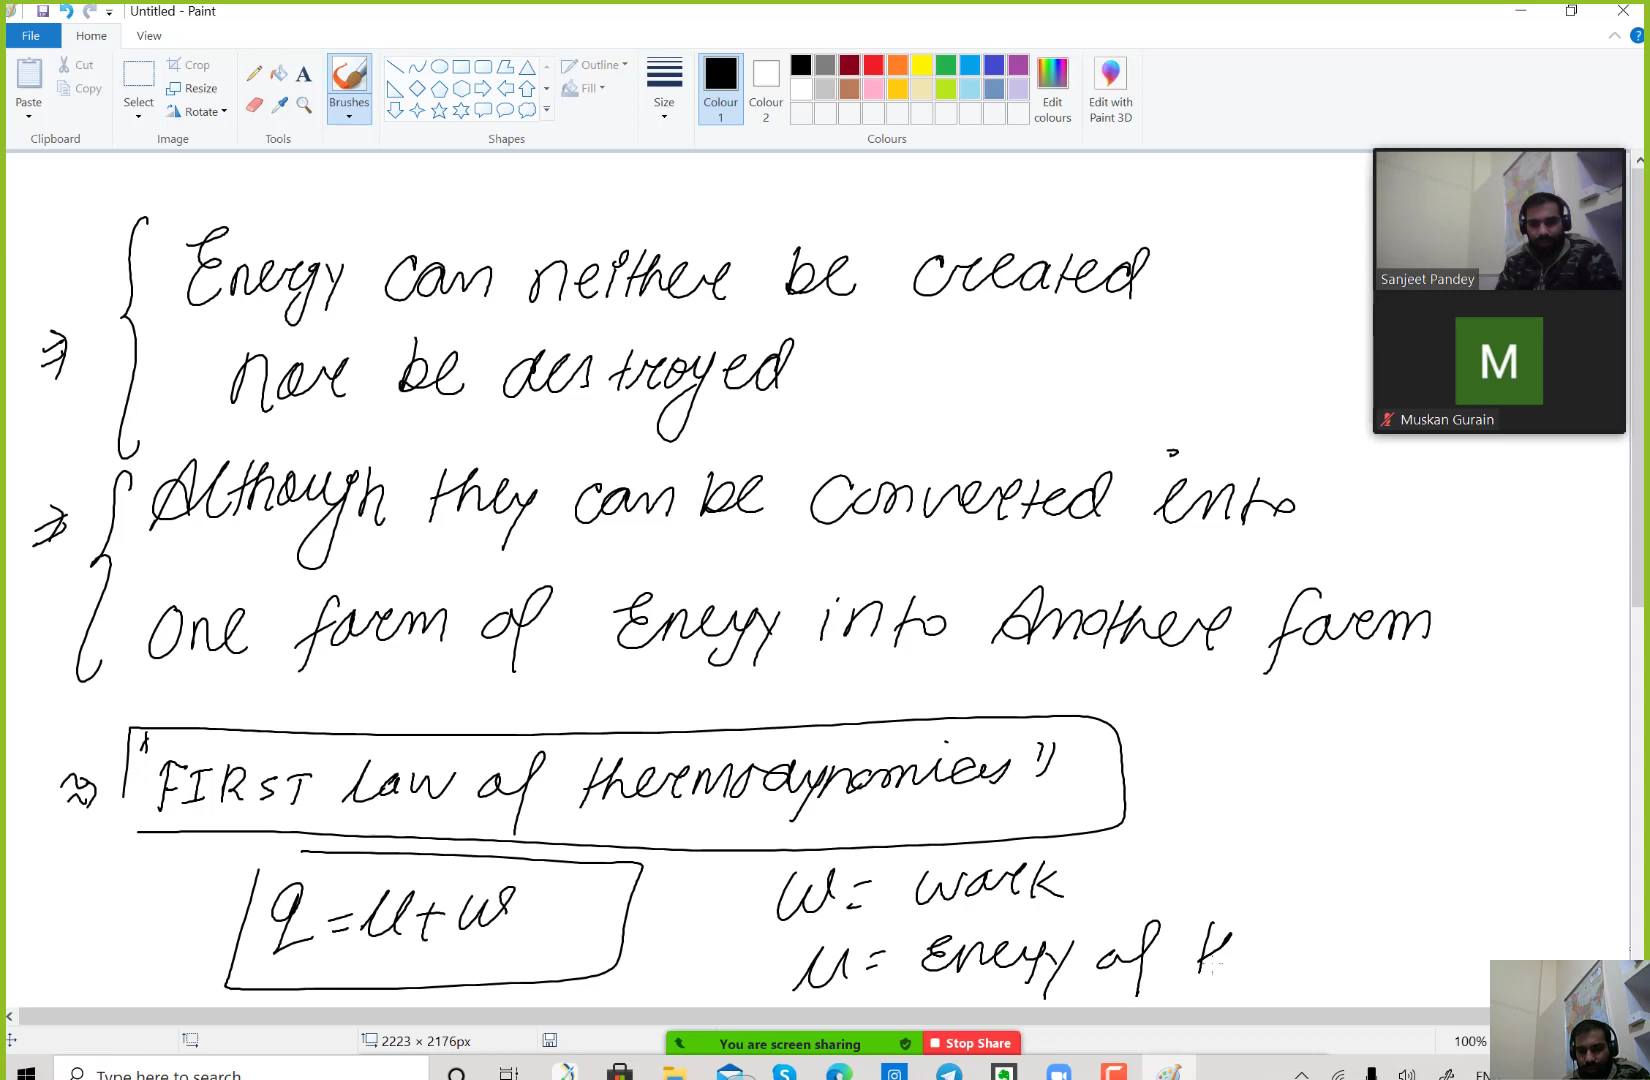 Untitled - Paint
File Home View
Paste
Cut
Copy
Clipboard
Select
Crop
Resize
Rotate
Image
A
Tools
Brushes
Outline
Fill
Shapes
Size
Colour 1
Colour 2
Edit colours
Edit with Paint 3D
Colours
Sanjeet Pandey
M
Muskan Gurain
Energy can neither be created
nor be destroyed
Although they can be converted into
one form of Energy into Another form
"FIRST Law of thermodynamics"
q = u + w
w = work
u = Energy of
2223 × 2176px
You are screen sharing
Stop Share
100%
Type here to search